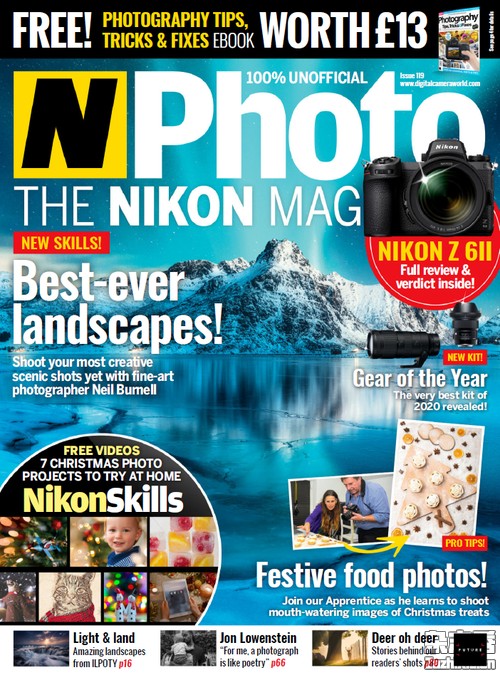 FREE! PHOTOGRAPHY TIPS, TRICKS & FIXES EBOOK WORTH £13
Photography
100% UNOFFICIAL
Issue 119
www.digitalcameraworld.com
N Photo
THE NIKON MAG
Nikon
NEW SKILLS!
Best-ever
landscapes!
Shoot your most creative
scenic shots yet with fine-art
photographer Neil Burnell
NIKON Z 6II
Full review &
verdict inside!
NEW KIT!
Gear of the Year
The very best kit of
2020 revealed!
FREE VIDEOS
7 CHRISTMAS PHOTO
PROJECTS TO TRY AT HOME
NikonSkills
PRO TIPS!
Festive food photos!
Join our Apprentice as he learns to shoot
mouth-watering images of Christmas treats
Light & land
Amazing landscapes
from ILPOTY p16
Jon Lowenstein
“For me, a photograph
is like poetry” p66
Deer oh deer
Stories behind our
readers' shots p80
FUTURE